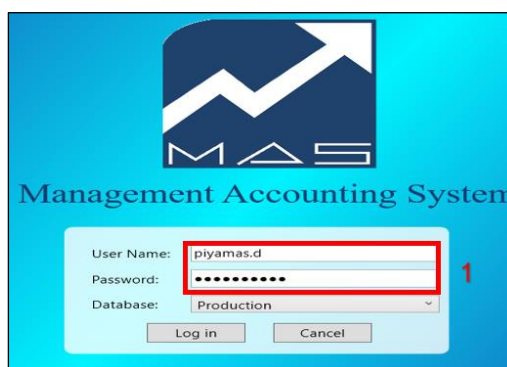 MAS
Management Accounting System
User Name: piyamas.d
Password: ●●●●●●●●●●
1
Database: Production
Log in Cancel